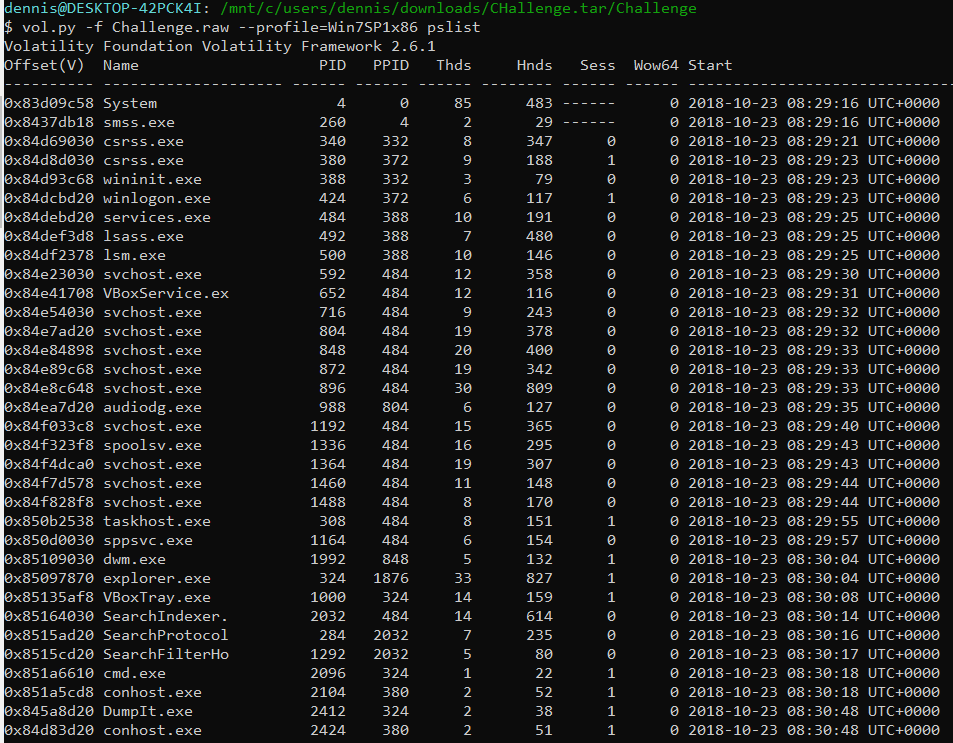 dennis@DESKTOP-42PCK4I: /mnt/c/users/dennis/downloads/CHallenge.tar/Challenge
$ vol.py -f Challenge.raw --profile=Win7SP1x86 pslist
Volatility Foundation Volatility Framework 2.6.1
Offset(V)  Name                    PID   PPID   Thds     Hnds   Sess  Wow64 Start
---------- -------------------- ------ ------ ------ -------- ------ ------ ------------------------------
0x83d09c58 System                    4      0     85      483 ------      0 2018-10-23 08:29:16 UTC+0000
0x8437db18 smss.exe                260      4      2       29 ------      0 2018-10-23 08:29:16 UTC+0000
0x84d69030 csrss.exe               340    332      8      347      0      0 2018-10-23 08:29:21 UTC+0000
0x84d8d030 csrss.exe               380    372      9      188      1      0 2018-10-23 08:29:23 UTC+0000
0x84d93c68 wininit.exe             388    332      3       79      0      0 2018-10-23 08:29:23 UTC+0000
0x84dcbd20 winlogon.exe            424    372      6      117      1      0 2018-10-23 08:29:23 UTC+0000
0x84debd20 services.exe            484    388     10      191      0      0 2018-10-23 08:29:25 UTC+0000
0x84def3d8 lsass.exe               492    388      7      480      0      0 2018-10-23 08:29:25 UTC+0000
0x84df2378 lsm.exe                 500    388     10      146      0      0 2018-10-23 08:29:25 UTC+0000
0x84e23030 svchost.exe             592    484     12      358      0      0 2018-10-23 08:29:30 UTC+0000
0x84e41708 VBoxService.ex          652    484     12      116      0      0 2018-10-23 08:29:31 UTC+0000
0x84e54030 svchost.exe             716    484      9      243      0      0 2018-10-23 08:29:32 UTC+0000
0x84e7ad20 svchost.exe             804    484     19      378      0      0 2018-10-23 08:29:32 UTC+0000
0x84e84898 svchost.exe             848    484     20      400      0      0 2018-10-23 08:29:33 UTC+0000
0x84e89c68 svchost.exe             872    484     19      342      0      0 2018-10-23 08:29:33 UTC+0000
0x84e8c648 svchost.exe             896    484     30      809      0      0 2018-10-23 08:29:33 UTC+0000
0x84ea7d20 audiodg.exe             988    804      6      127      0      0 2018-10-23 08:29:35 UTC+0000
0x84f033c8 svchost.exe            1192    484     15      365      0      0 2018-10-23 08:29:40 UTC+0000
0x84f323f8 spoolsv.exe            1336    484     16      295      0      0 2018-10-23 08:29:43 UTC+0000
0x84f4dca0 svchost.exe            1364    484     19      307      0      0 2018-10-23 08:29:43 UTC+0000
0x84f7d578 svchost.exe            1460    484     11      148      0      0 2018-10-23 08:29:44 UTC+0000
0x84f828f8 svchost.exe            1488    484      8      170      0      0 2018-10-23 08:29:44 UTC+0000
0x850b2538 taskhost.exe            308    484      8      151      1      0 2018-10-23 08:29:55 UTC+0000
0x850d0030 sppsvc.exe             1164    484      6      154      0      0 2018-10-23 08:29:57 UTC+0000
0x85109030 dwm.exe                1992    848      5      132      1      0 2018-10-23 08:30:04 UTC+0000
0x85097870 explorer.exe            324   1876     33      827      1      0 2018-10-23 08:30:04 UTC+0000
0x85135af8 VBoxTray.exe           1000    324     14      159      1      0 2018-10-23 08:30:08 UTC+0000
0x85164030 SearchIndexer.         2032    484     14      614      0      0 2018-10-23 08:30:14 UTC+0000
0x8515ad20 SearchProtocol          284   2032      7      235      0      0 2018-10-23 08:30:16 UTC+0000
0x8515cd20 SearchFilterHo         1292   2032      5       80      0      0 2018-10-23 08:30:17 UTC+0000
0x851a6610 cmd.exe                2096    324      1       22      1      0 2018-10-23 08:30:18 UTC+0000
0x851a5cd8 conhost.exe            2104    380      2       52      1      0 2018-10-23 08:30:18 UTC+0000
0x845a8d20 DumpIt.exe             2412    324      2       38      1      0 2018-10-23 08:30:48 UTC+0000
0x84d83d20 conhost.exe            2424    380      2       51      1      0 2018-10-23 08:30:48 UTC+0000